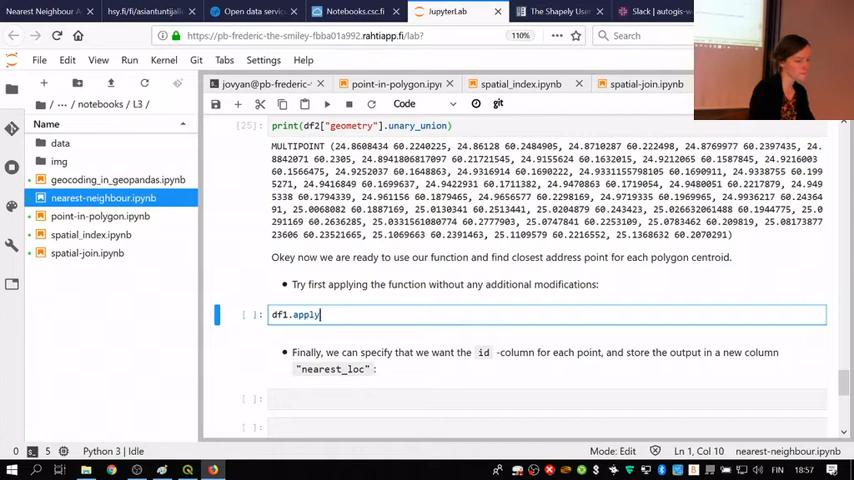 Nearest Neighbour An
hsy.fi/fi/asiantuntijall
Open data servic
Notebooks.csc.fi
JupyterLab
The Shapely User
Slack | autogis-w
https://pb-frederic-the-smiley-fbba01a992.rahtiapp.fi/lab?
110%
Search
File Edit View Run Kernel Git Tabs Settings Help
jovyan@pb-frederic-
point-in-polygon.ipyn
spatial_index.ipynb
spatial-join.ipynb
Code
git
/ ... / notebooks / L3 /
Name
data
img
geocoding_in_geopandas.ipynb
nearest-neighbour.ipynb
point-in-polygon.ipynb
spatial_index.ipynb
spatial-join.ipynb
[25]: print(df2["geometry"].unary_union)
MULTIPOINT (24.8608434 60.2240225, 24.86128 60.2484905, 24.8710287 60.222498, 24.8769977 60.2397435, 24.
8842071 60.2305, 24.8941806817097 60.21721545, 24.9155624 60.1632015, 24.9212065 60.1587845, 24.9216003
60.1566475, 24.9252037 60.1648863, 24.9316914 60.1690222, 24.9331155798105 60.1690911, 24.9338755 60.199
5271, 24.9416849 60.1699637, 24.9422931 60.1711382, 24.9470863 60.1719054, 24.9480051 60.2217879, 24.949
5338 60.1794339, 24.961156 60.1879465, 24.9656577 60.2298169, 24.9719335 60.1969965, 24.9936217 60.24364
91, 25.0068082 60.1887169, 25.0130341 60.2513441, 25.0204879 60.243423, 25.026632061488 60.1944775, 25.0
291169 60.2636285, 25.0331561080774 60.2777903, 25.0747841 60.2253109, 25.0783462 60.209819, 25.08173877
23606 60.23521665, 25.1069663 60.2391463, 25.1109579 60.2216552, 25.1368632 60.2070291)
Okey now we are ready to use our function and find closest address point for each polygon centroid.
• Try first applying the function without any additional modifications:
[ ]: df1.apply
• Finally, we can specify that we want the id -column for each point, and store the output in a new column
"nearest_loc" :
[ ]:
[ ]:
0 5 Python 3 | Idle
Mode: Edit
Ln 1, Col 10
nearest-neighbour.ipynb
FIN
18:57